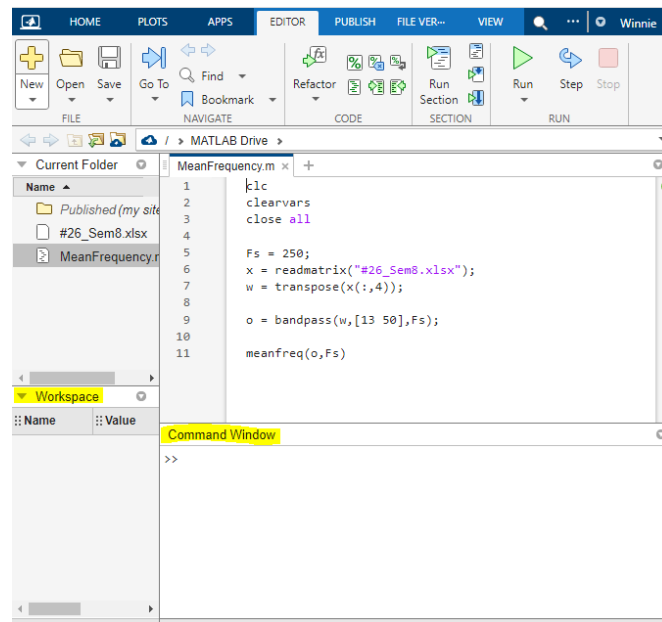 HOME PLOTS APPS EDITOR PUBLISH FILE VER··· VIEW ··· Winnie
New Open Save Go To Find Bookmark Refactor Run Section Run Step Stop
FILE NAVIGATE CODE SECTION RUN
/ > MATLAB Drive >
Current Folder
Name
Published (my site
#26_Sem8.xlsx
MeanFrequency.m
MeanFrequency.m × +
1 clc
2 clearvars
3 close all
4
5 Fs = 250;
6 x = readmatrix("#26_Sem8.xlsx");
7 w = transpose(x(:,4));
8
9 o = bandpass(w,[13 50],Fs);
10
11 meanfreq(o,Fs)
Workspace
Name Value
Command Window
>>